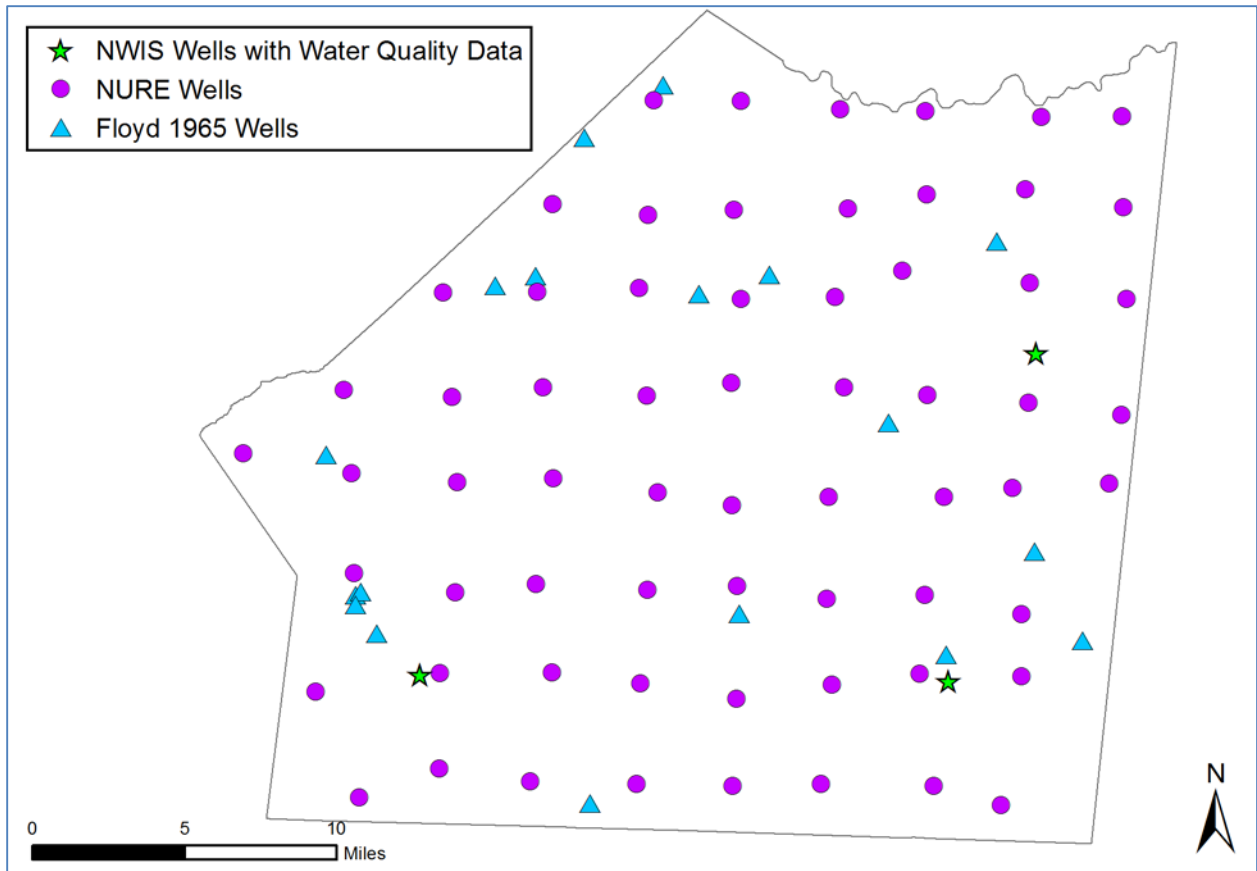 NWIS Wells with Water Quality Data
NURE Wells
Floyd 1965 Wells
N
0 5 10
Miles